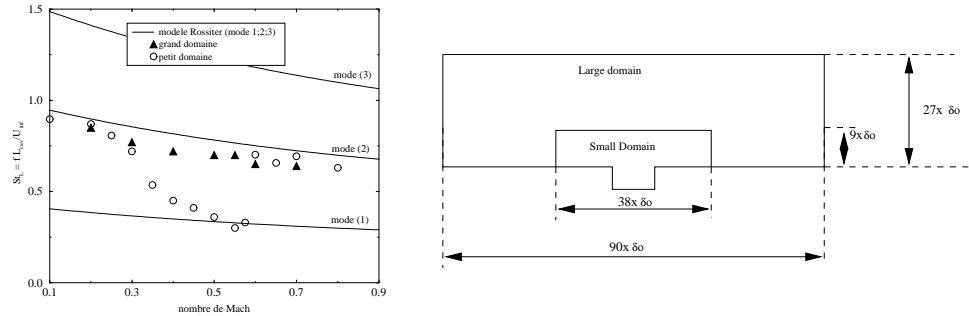 1.5
modele Rossiter (mode 1;2;3)
grand domaine
petit domaine
mode (3)
1.0
St_L = f L_cav/U_inf
mode (2)
0.5
mode (1)
0.0
0.1 0.3 0.5 0.7 0.9
nombre de Mach
Large domain
27x δo
9x δo
Small Domain
38x δo
90x δo